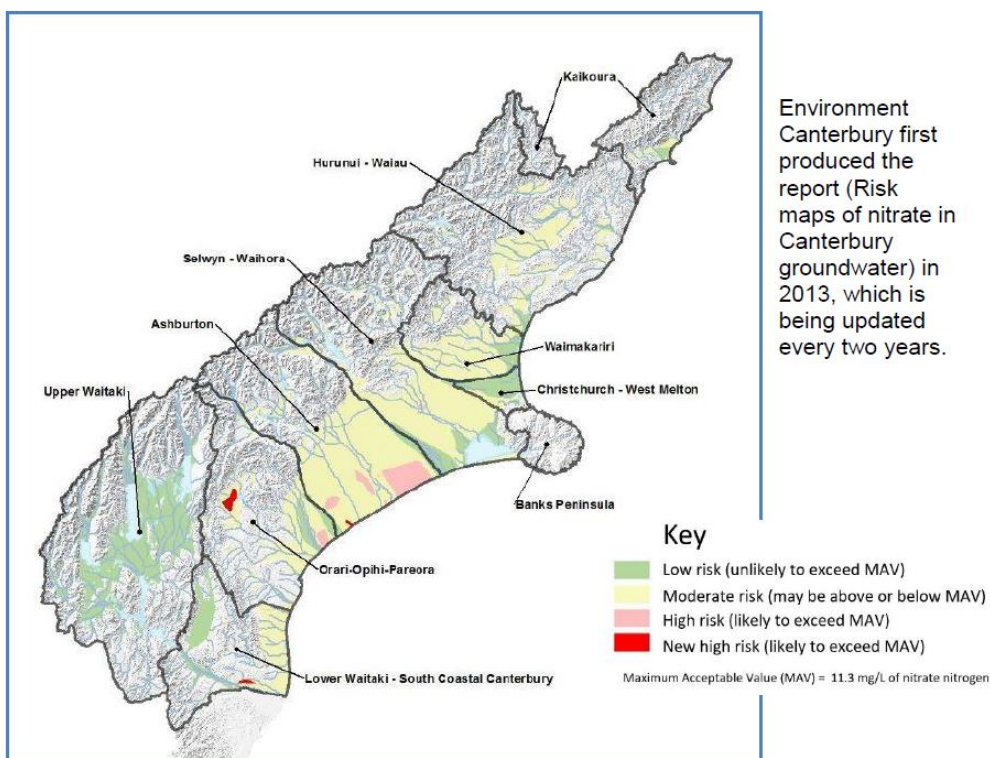 Kaikoura
Hurunui - Waiau
Selwyn - Waihora
Ashburton
Upper Waitaki
Waimakariri
Christchurch - West Melton
Banks Peninsula
Orari-Opihi-Pareora
Lower Waitaki - South Coastal Canterbury
Environment
Canterbury first
produced the
report (Risk
maps of nitrate in
Canterbury
groundwater) in
2013, which is
being updated
every two years.
Key
Low risk (unlikely to exceed MAV)
Moderate risk (may be above or below MAV)
High risk (likely to exceed MAV)
New high risk (likely to exceed MAV)
Maximum Acceptable Value (MAV) = 11.3 mg/L of nitrate nitrogen